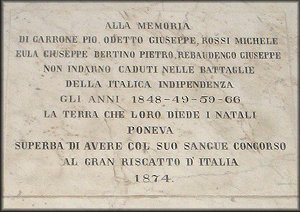 ALLA MEMORIA
DI GARRONE PIO, ODETTO GIUSEPPE, ROSSI MICHELE
EULA GIUSEPPE BERTINO PIETRO, REBAUDENGO GIUSEPPE
NON INDARNO CADUTI NELLE BATTAGLIE
DELLA ITALICA INDIPENDENZA
GLI ANNI 1848-49-59-66
LA TERRA CHE LORO DIEDE I NATALI
PONEVA
SUPERBA DI AVERE COL SUO SANGUE CONCORSO
AL GRAN RISCATTO D'ITALIA
1874.